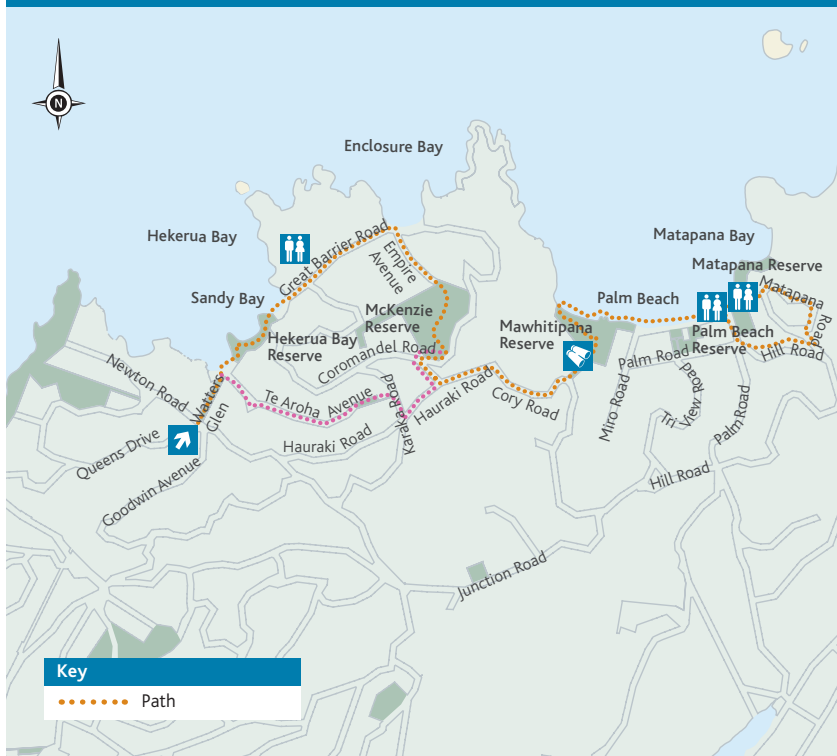 N
Enclosure Bay
Hekerua Bay
Matapana Bay
Great Barrier Road
Empire
Avenue
Matapana Reserve
Matapana
Road
Sandy Bay
Palm Beach
McKenzie
Reserve
Mawhitipana
Reserve
Hekerua Bay
Reserve
Palm Beach
Reserve
Coromandel Road
Palm Road
Hill Road
Newton Road
Watters
Glen
Te Aroha Avenue
Karaka Road
Hauraki Road
Cory Road
Miro Road
Tri
View Road
Palm Road
Queens Drive
Hauraki Road
Goodwin Avenue
Hill Road
Junction Road
Key
Path